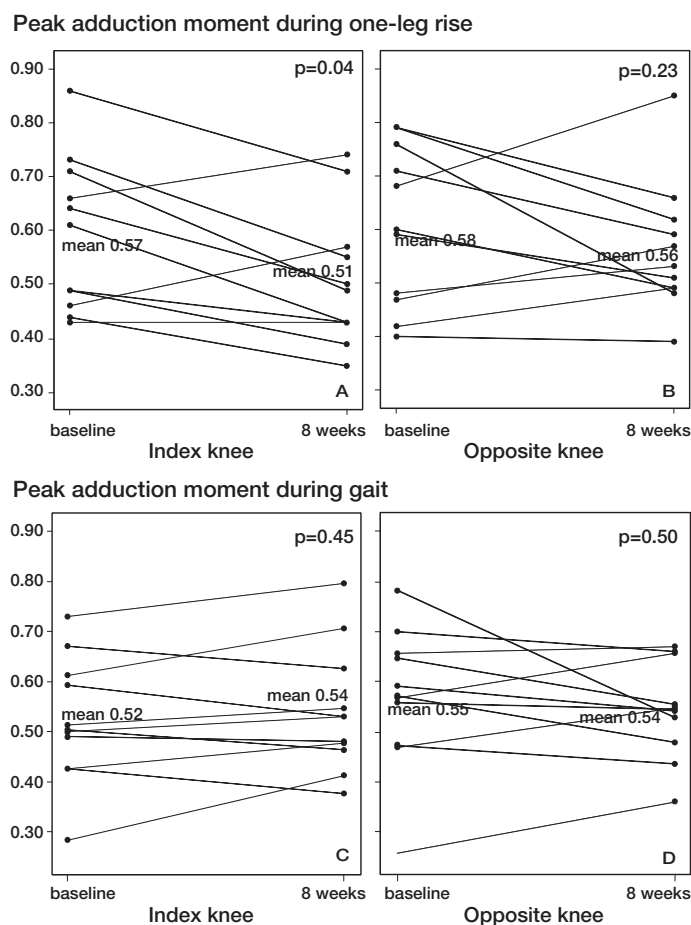 Peak adduction moment during one-leg rise
0.90
0.80
0.70
0.60
0.50
0.40
0.30
p=0.04
mean 0.57
mean 0.51
A
baseline
8 weeks
Index knee
p=0.23
mean 0.58
mean 0.56
B
baseline
8 weeks
Opposite knee
Peak adduction moment during gait
0.90
0.80
0.70
0.60
0.50
0.40
0.30
p=0.45
mean 0.52
mean 0.54
C
baseline
8 weeks
Index knee
p=0.50
mean 0.55
mean 0.54
D
baseline
8 weeks
Opposite knee